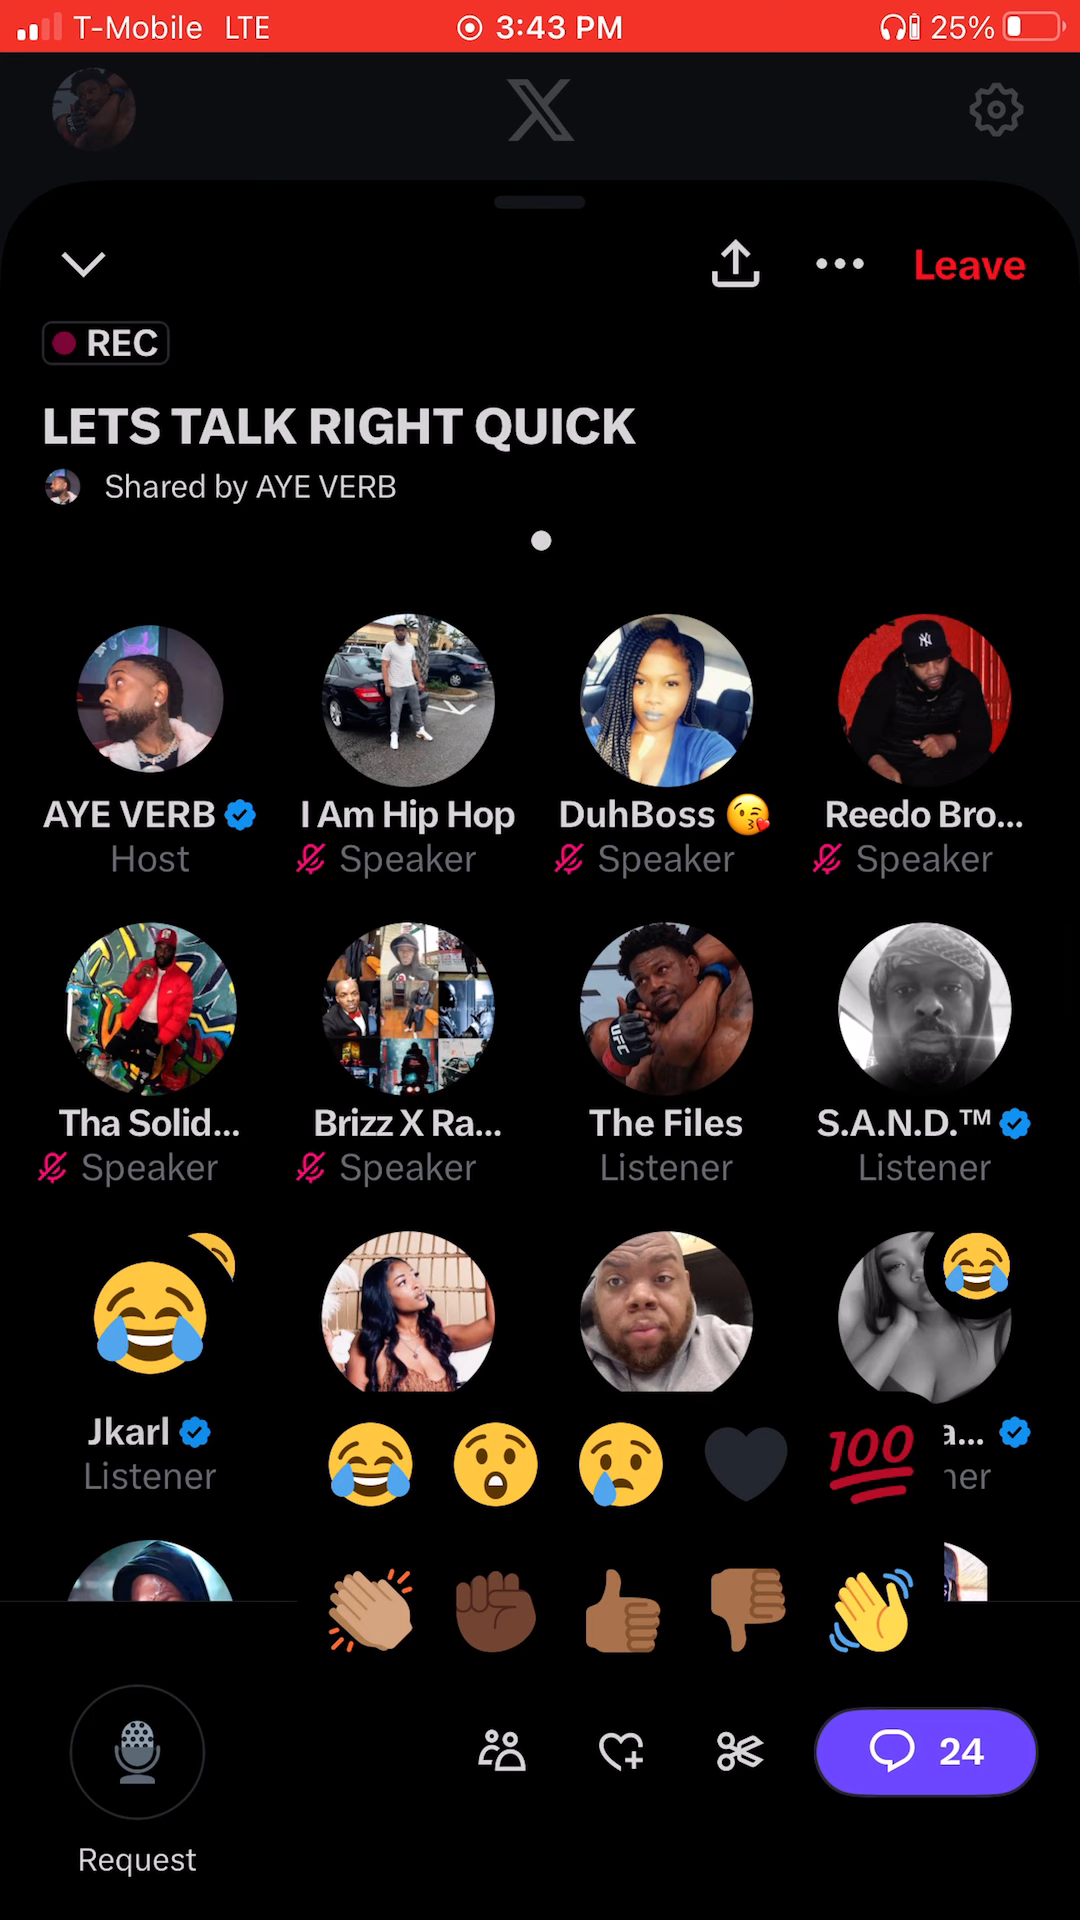 T-Mobile LTE 3:43 PM 25%
Leave
REC
LETS TALK RIGHT QUICK
Shared by AYE VERB
AYE VERB I Am Hip Hop DuhBoss 😘 Reedo Bro...
Host Speaker Speaker Speaker
UFC
Tha Solid... Brizz X Ra... The Files S.A.N.D.™
Speaker Speaker Listener Listener
Jkarl a...
Listener ner
100
24
Request